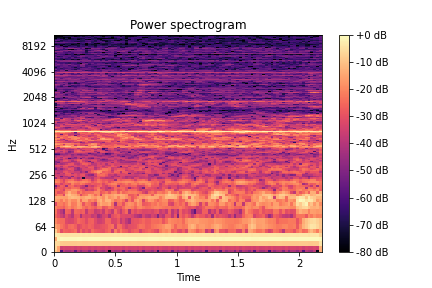 Power spectrogram
8192
4096
2048
1024
512
256
128
64
0
Hz
0
0.5
1
1.5
2
Time
+0 dB
-10 dB
-20 dB
-30 dB
-40 dB
-50 dB
-60 dB
-70 dB
-80 dB